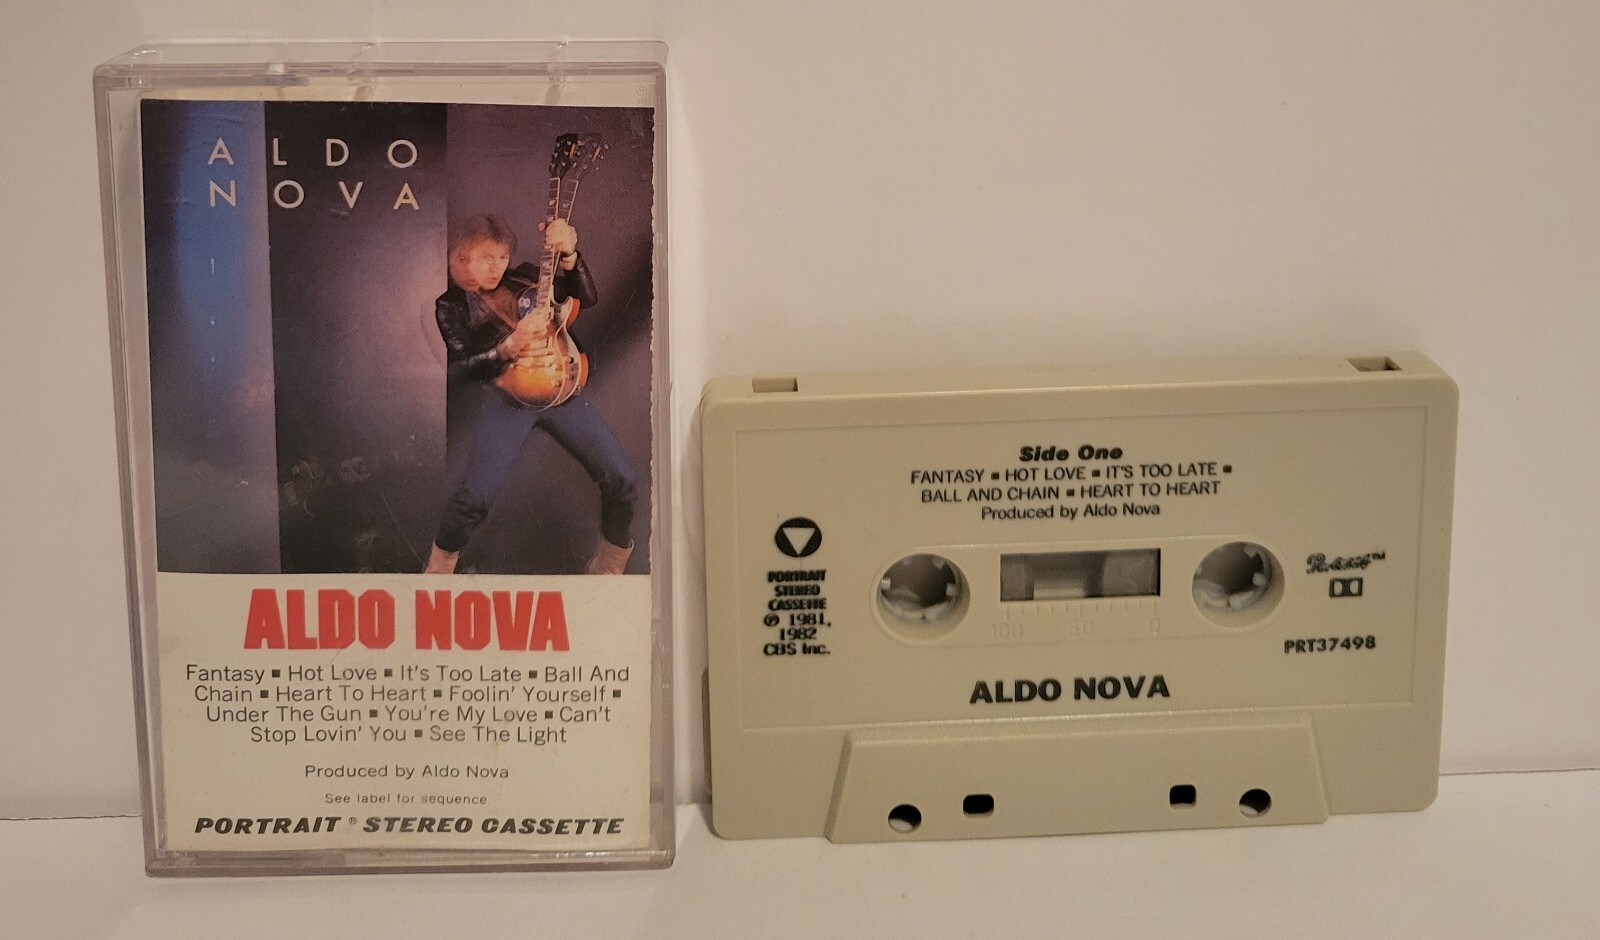 ALDO
NOVA
ALDO NOVA
Fantasy ▪ Hot Love ▪ It's Too Late ▪ Ball And
Chain ▪ Heart To Heart ▪ Foolin' Yourself ▪
Under The Gun ▪ You're My Love ▪ Can't
Stop Lovin' You ▪ See The Light
Produced by Aldo Nova
See label for sequence
PORTRAIT® STEREO CASSETTE
Side One
FANTASY ▪ HOT LOVE ▪ IT'S TOO LATE ▪
BALL AND CHAIN ▪ HEART TO HEART
Produced by Aldo Nova
PORTRAIT
STEREO
CASSETTE
℗ 1981,
1982
CBS Inc.
100 50 0
Portrait™
PRT37498
ALDO NOVA